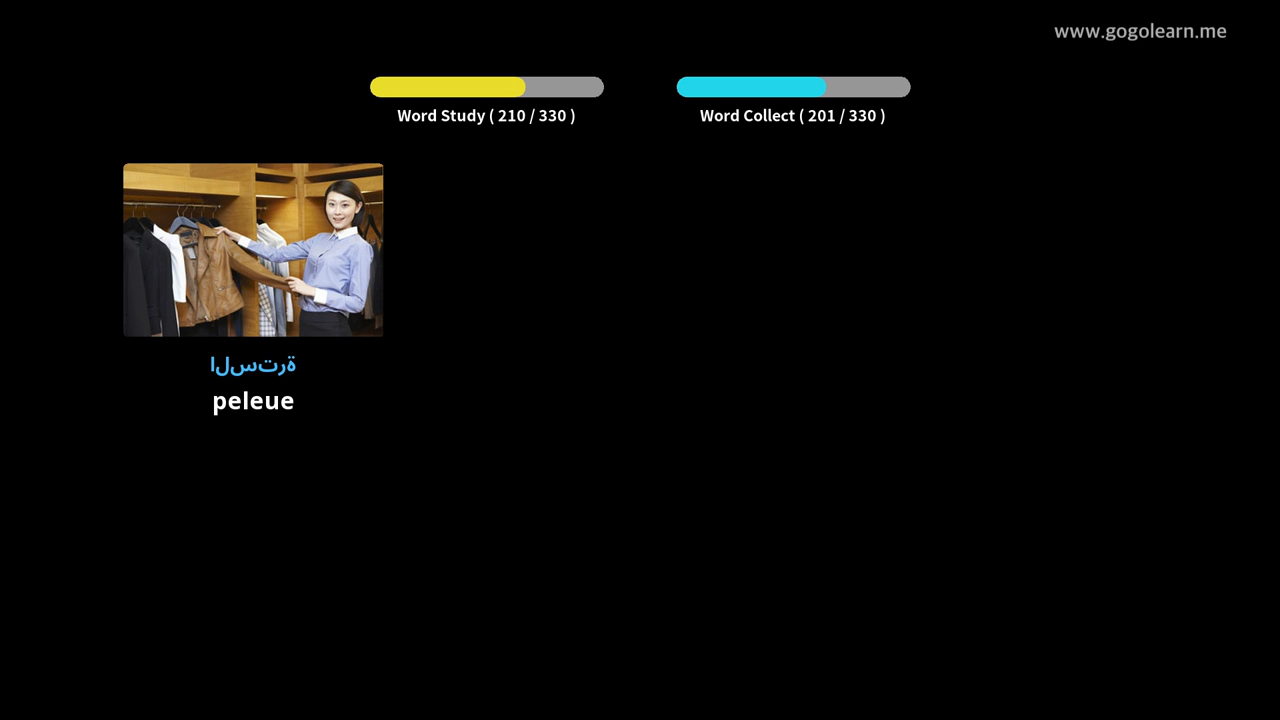 www.gogolearn.me
Word Study ( 210 / 330 )
Word Collect ( 201 / 330 )
السترة
peleue